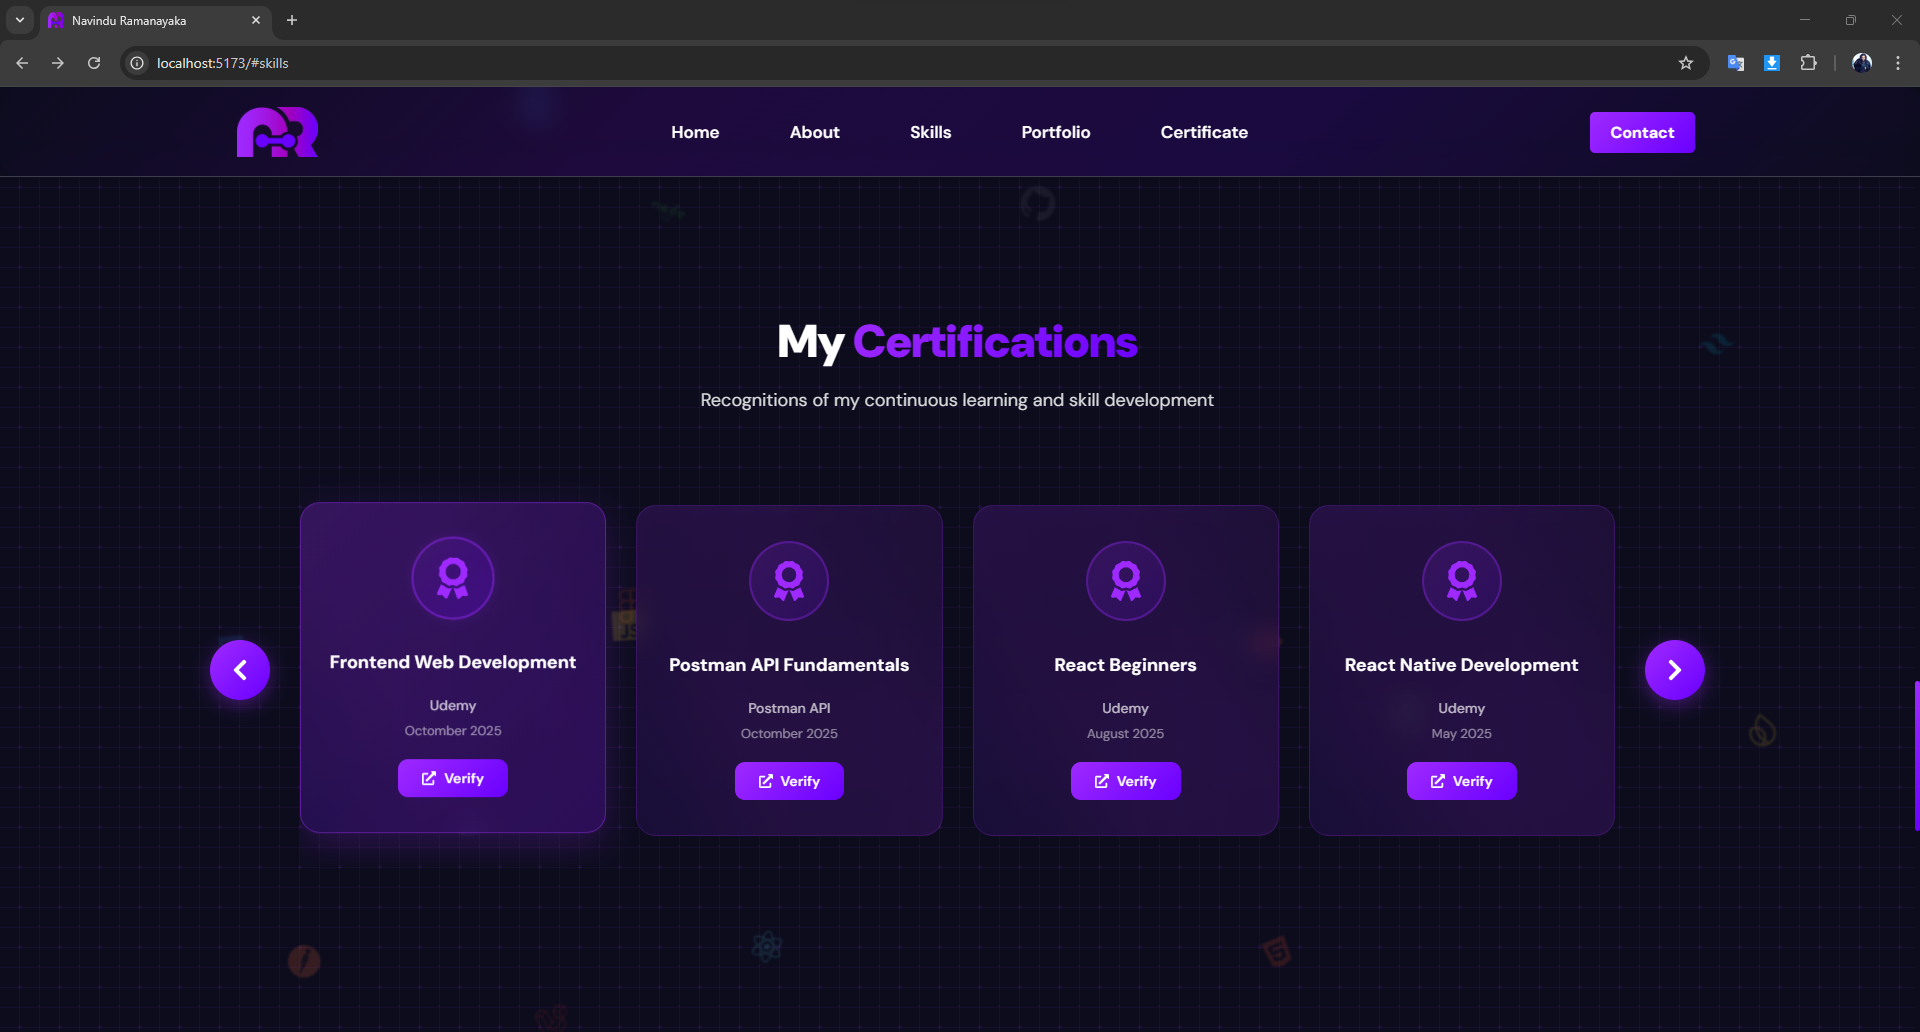 Navindu Ramanayaka
localhost:5173/#skills
Home About Skills Portfolio Certificate Contact
My Certifications
Recognitions of my continuous learning and skill development
Frontend Web Development
Udemy
Octomber 2025
Verify
Postman API Fundamentals
Postman API
Octomber 2025
Verify
React Beginners
Udemy
August 2025
Verify
React Native Development
Udemy
May 2025
Verify
JS